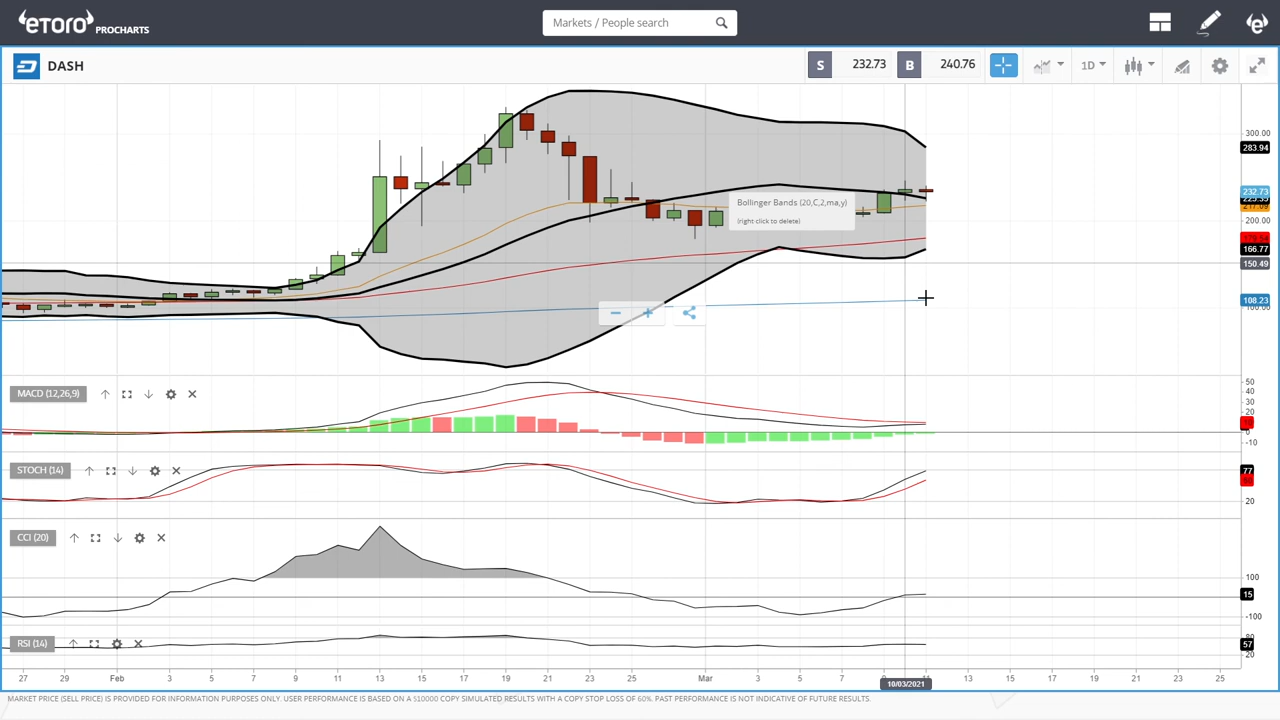 eToro PROCHARTS
Markets / People search
DASH
S 232.73 B 240.76
1D
300.00
283.94
232.73
200.00
166.77
150.49
108.23
100.00
Bollinger Bands (20,C,2,ma,y)
(right click to delete)
MACD (12,26,9)
50
40
30
20
0
-10
STOCH (14)
77
20
CCI (20)
100
15
-100
RSI (14)
80
57
20
27 29 Feb 3 5 7 9 11 13 15 17 19 21 23 25 Mar 3 5 7 11 13 15 17 19 21 23 25
10/03/2021
MARKET PRICE (SELL PRICE) IS PROVIDED FOR INFORMATION PURPOSES ONLY. USER PERFORMANCE IS BASED ON A $10000 COPY SIMULATED RESULTS WITH A COPY STOP LOSS OF 60%. PAST PERFORMANCE IS NOT INDICATIVE OF FUTURE RESULTS.